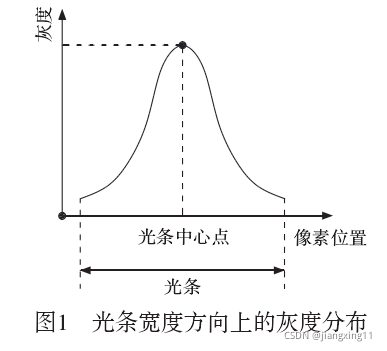 灰度
光条中心点
像素位置
光条
图1 光条宽度方向上的灰度分布
CSDN @jiangxing11